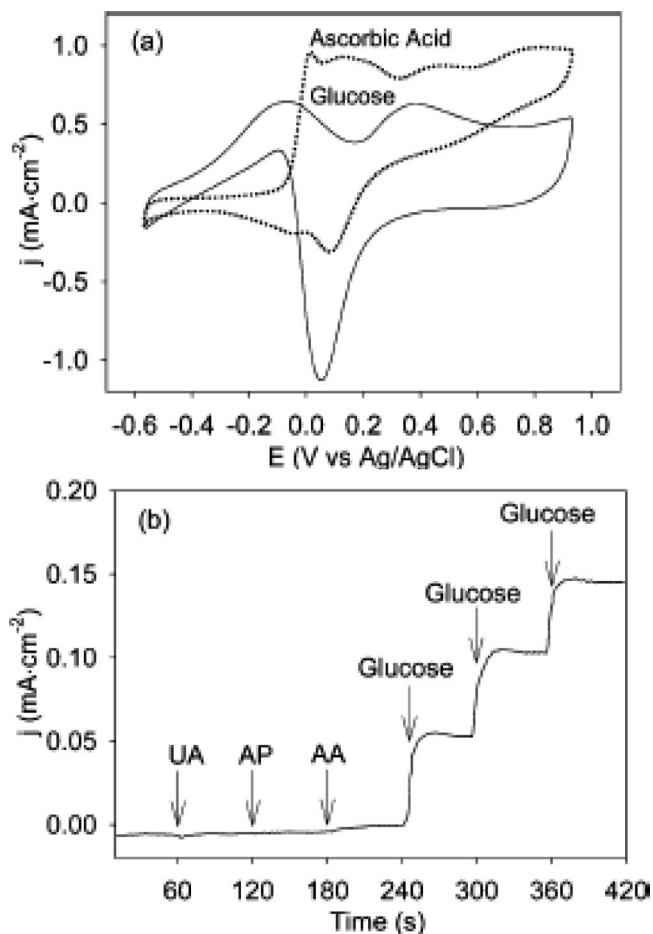 (a)
Ascorbic Acid
Glucose
1.0
0.5
0.0
-0.5
-1.0
j (mA·cm⁻²)
-0.6 -0.4 -0.2 0.0 0.2 0.4 0.6 0.8 1.0
E (V vs Ag/AgCl)
(b)
Glucose
Glucose
Glucose
UA AP AA
0.20
0.15
0.10
0.05
0.00
j (mA·cm⁻²)
60 120 180 240 300 360 420
Time (s)